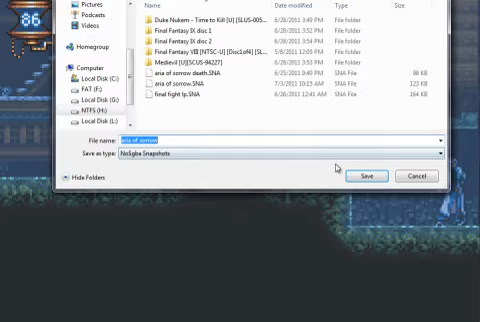 Pictures
Podcasts
Videos
Homegroup
Computer
Local Disk (C:)
FAT (F:)
Local Disk (G:)
NTFS (H:)
Local Disk (L:)
Name
Date modified
Type
Size
Duke Nukem - Time to Kill [U] [SLUS-005... 6/28/2011 3:49 PM File folder
Final Fantasy IX disc 1 6/28/2011 3:52 PM File folder
Final Fantasy IX disc 2 6/28/2011 3:54 PM File folder
Final Fantasy VIII [NTSC-U] [Disc1of4] [SL... 5/8/2011 12:05 PM File folder
Medievil [U][SCUS-94227] 6/28/2011 3:53 PM File folder
aria of sorrow death.SNA 6/25/2011 9:40 PM SNA File 98 KB
aria of sorrow.SNA 7/3/2011 10:15 AM SNA File 123 KB
final fight lp.SNA 6/26/2011 12:41 AM SNA File 164 KB
File name: aria of sorrow
Save as type: No$gba Snapshots
Hide Folders
Save
Cancel
86